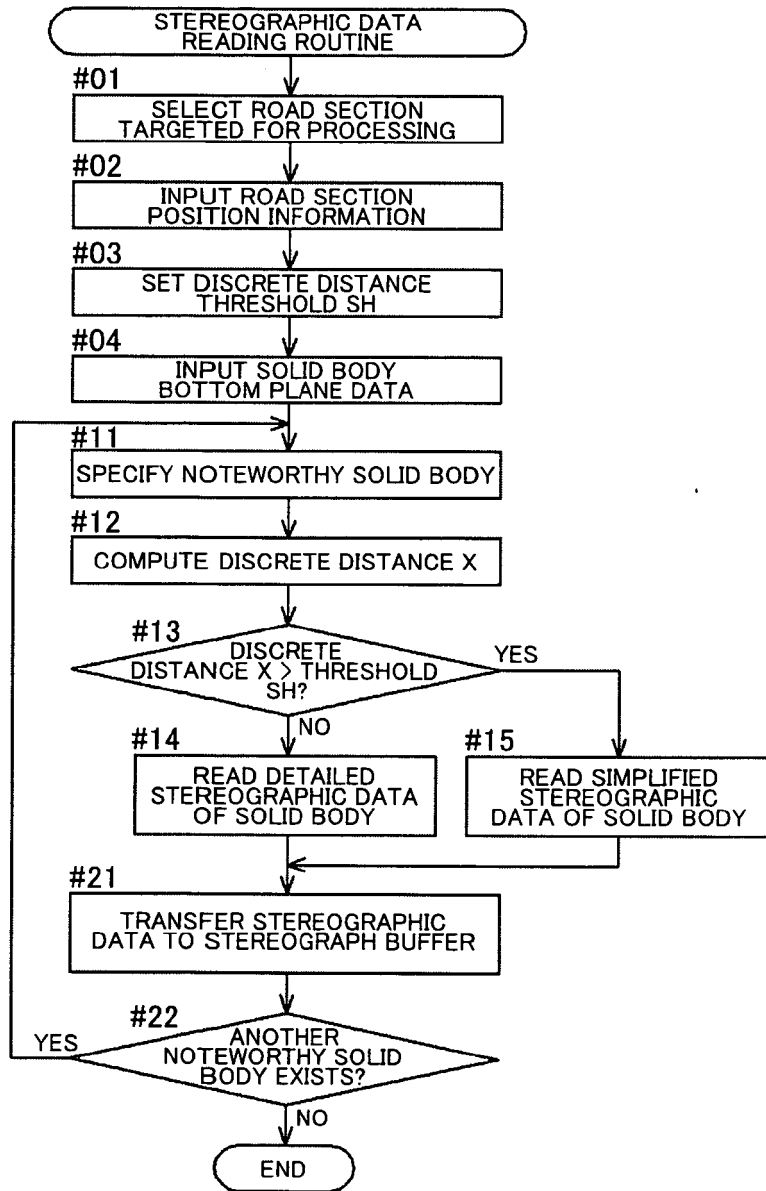 STEREOGRAPHIC DATA
READING ROUTINE
#01
SELECT ROAD SECTION
TARGETED FOR PROCESSING
#02
INPUT ROAD SECTION
POSITION INFORMATION
#03
SET DISCRETE DISTANCE
THRESHOLD SH
#04
INPUT SOLID BODY
BOTTOM PLANE DATA
#11
SPECIFY NOTEWORTHY SOLID BODY
#12
COMPUTE DISCRETE DISTANCE X
#13
DISCRETE
DISTANCE X > THRESHOLD
SH?
YES
NO
#14
READ DETAILED
STEREOGRAPHIC DATA
OF SOLID BODY
#15
READ SIMPLIFIED
STEREOGRAPHIC
DATA OF SOLID BODY
#21
TRANSFER STEREOGRAPHIC
DATA TO STEREOGRAPH BUFFER
#22
YES
ANOTHER
NOTEWORTHY SOLID
BODY EXISTS?
NO
END